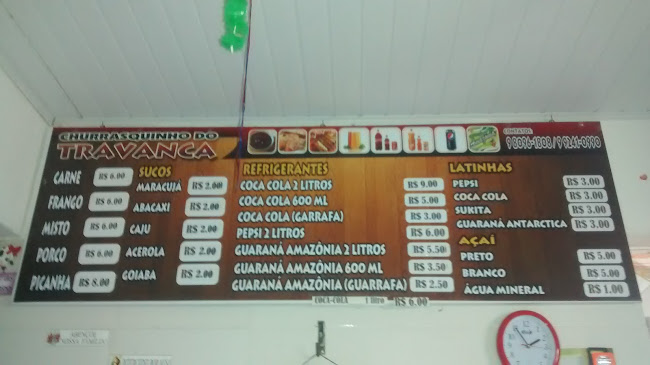 CHURRASQUINHO DO
TRAVANCA
CONTATOS:
CARNE R$ 6.00
FRANGO R$ 6.00
MISTO R$ 6.00
PORCO R$ 6.00
PICANHA R$ 8.00
SUCOS
MARACUJÁ R$ 2.00
ABACAXI R$ 2.00
CAJU R$ 2.00
ACEROLA R$ 2.00
GOIABA R$ 2.00
REFRIGERANTES
COCA COLA 2 LITROS R$ 9.00
COCA COLA 600 ML R$ 5.00
COCA COLA (GARRAFA) R$ 3.00
PEPSI 2 LITROS R$ 6.00
GUARANÁ AMAZÔNIA 2 LITROS R$ 5.50
GUARANÁ AMAZÔNIA 600 ML R$ 3.50
GUARANÁ AMAZÔNIA (GUARRAFA) R$ 2.50
COCA-COLA 1 litro R$ 6.00
LATINHAS
PEPSI R$ 3.00
COCA COLA R$ 3.00
SUKITA R$ 3.00
GUARANÁ ANTARCTICA R$ 3.00
AÇAÍ
PRETO R$ 5.00
BRANCO R$ 5.00
ÁGUA MINERAL R$ 1.00